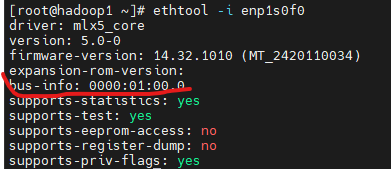 [root@hadoop1 ~]# ethtool -i enp1s0f0
driver: mlx5_core
version: 5.0-0
firmware-version: 14.32.1010 (MT_2420110034)
expansion-rom-version:
bus-info: 0000:01:00.0
supports-statistics: yes
supports-test: yes
supports-eeprom-access: no
supports-register-dump: no
supports-priv-flags: yes